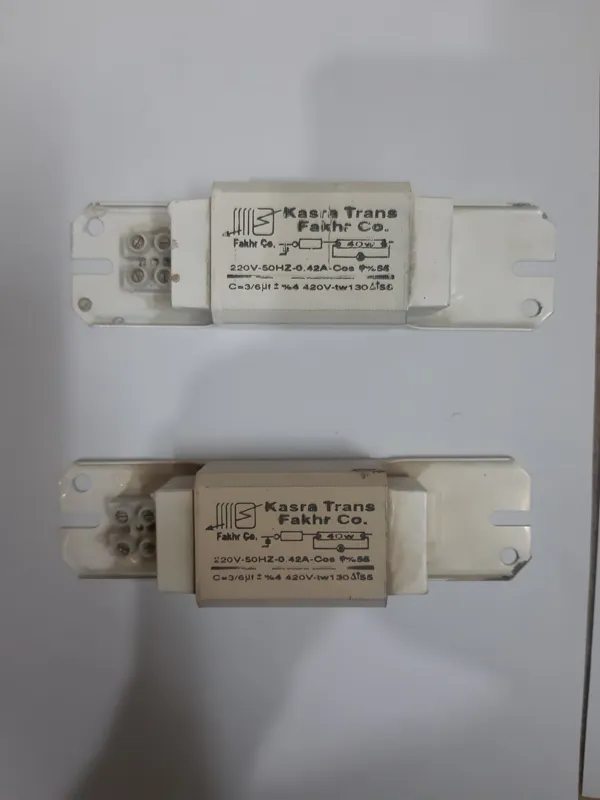 Kasra Trans
Fakhr Co.
Fakhr Co.
40W
220V-50HZ-0.42A-Cos φ%55
C=3/6µf ± %4 420V-tw130 Δt55
Kasra Trans
Fakhr Co.
Fakhr Co.
40W
220V-50HZ-0.42A-Cos φ%55
C=3/6µf ± %4 420V-tw130 Δt55